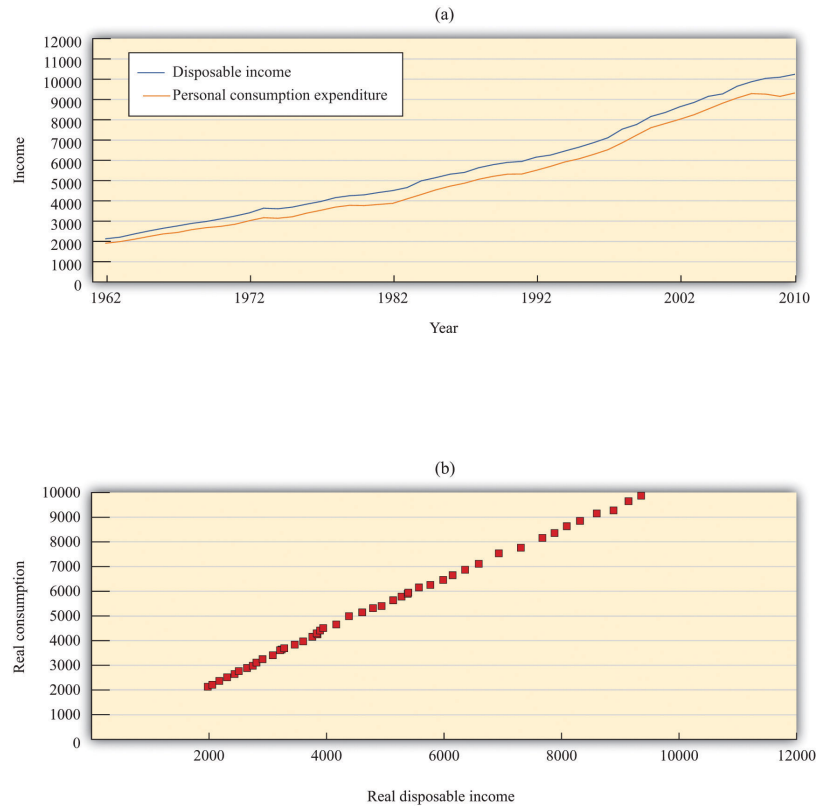 (a)
12000
11000
10000
9000
8000
7000
6000
5000
4000
3000
2000
1000
0
Income
Disposable income
Personal consumption expenditure
1962 1972 1982 1992 2002 2010
Year
(b)
10000
9000
8000
7000
6000
5000
4000
3000
2000
1000
0
Real consumption
2000 4000 6000 8000 10000 12000
Real disposable income